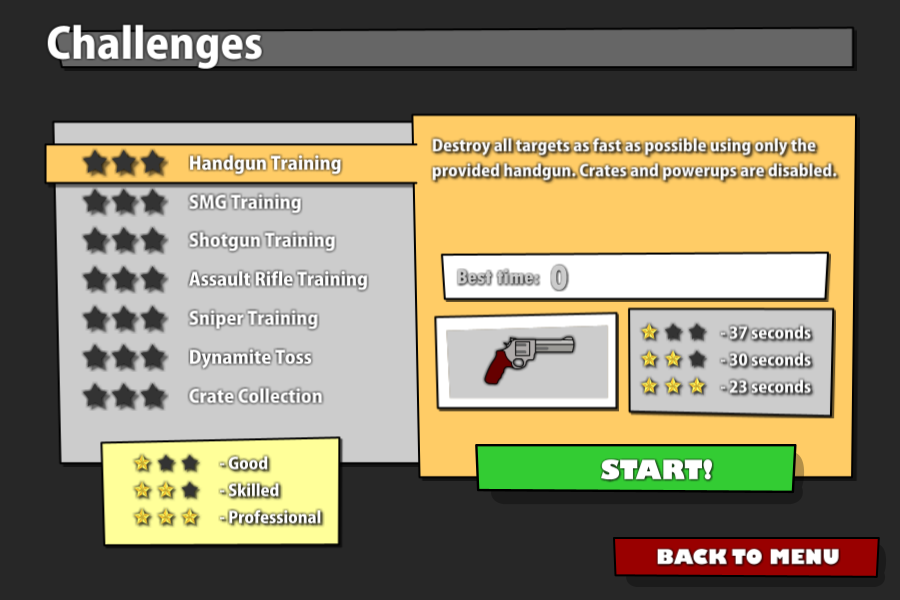 Challenges
Handgun Training
SMG Training
Shotgun Training
Assault Rifle Training
Sniper Training
Dynamite Toss
Crate Collection
- Good
- Skilled
- Professional
Destroy all targets as fast as possible using only the
provided handgun. Crates and powerups are disabled.
Best time: 0
- 37 seconds
- 30 seconds
- 23 seconds
START!
BACK TO MENU